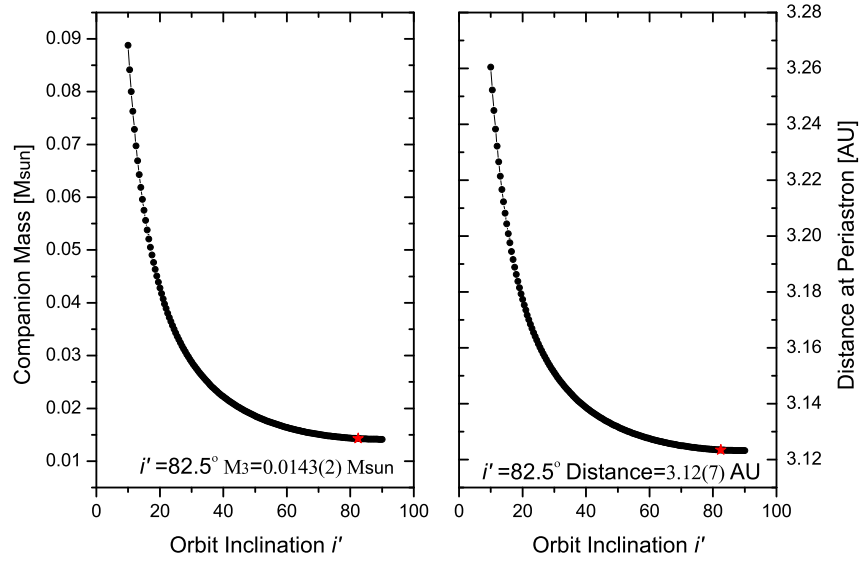 Companion Mass [Msun]
0.09
0.08
0.07
0.06
0.05
0.04
0.03
0.02
0.01
i' =82.5° M3=0.0143(2) Msun
0 20 40 60 80 100
Orbit Inclination i'
3.28
3.26
3.24
3.22
3.20
3.18
3.16
3.14
3.12
Distance at Periastron [AU]
i' =82.5° Distance=3.12(7) AU
0 20 40 60 80 100
Orbit Inclination i'